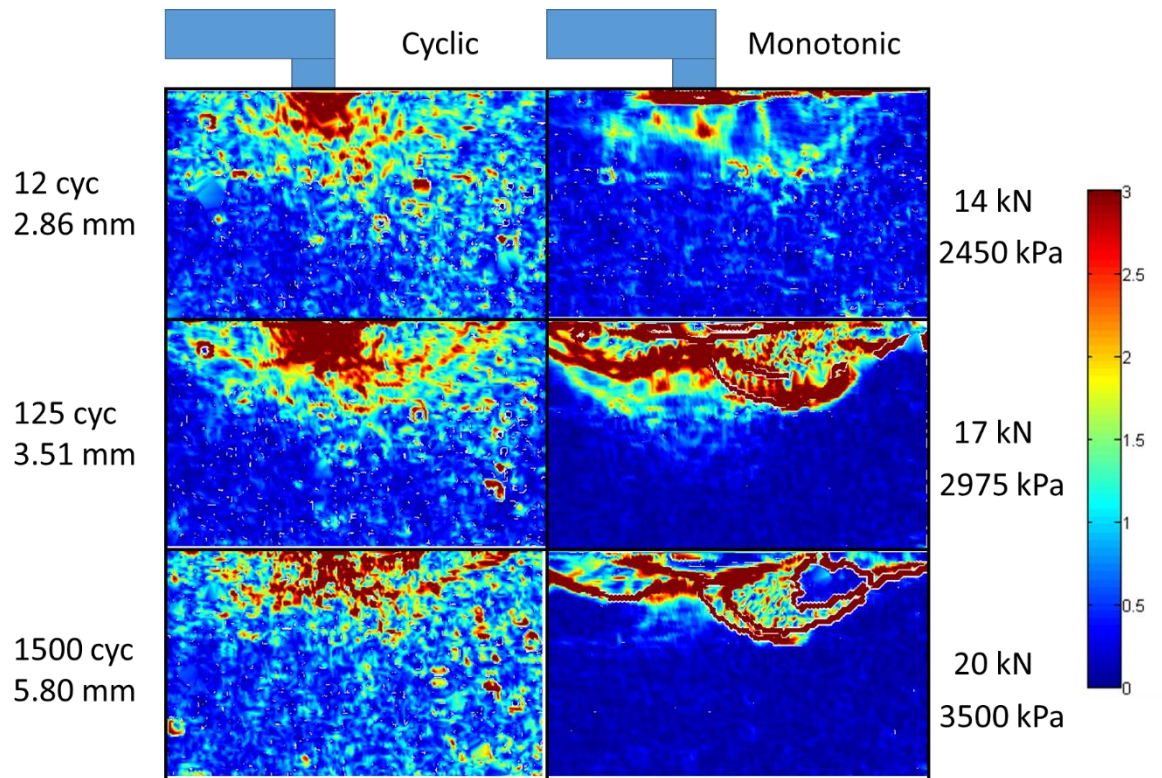 Cyclic
Monotonic
12 cyc
2.86 mm
14 kN
2450 kPa
125 cyc
3.51 mm
17 kN
2975 kPa
1500 cyc
5.80 mm
20 kN
3500 kPa
3
2.5
2
1.5
1
0.5
0